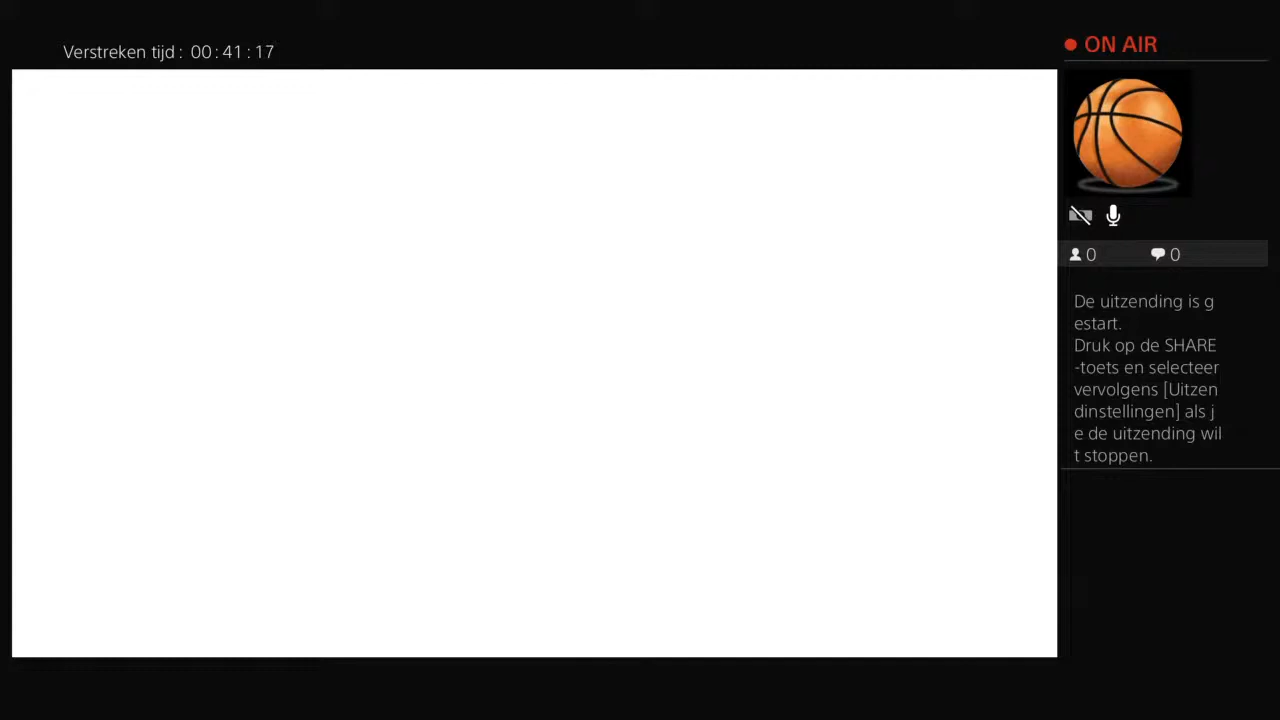 Verstreken tijd : 00 : 41 : 17
ON AIR
0 0
De uitzending is g
estart.
Druk op de SHARE
-toets en selecteer
vervolgens [Uitzen
dinstellingen] als j
e de uitzending wil
t stoppen.